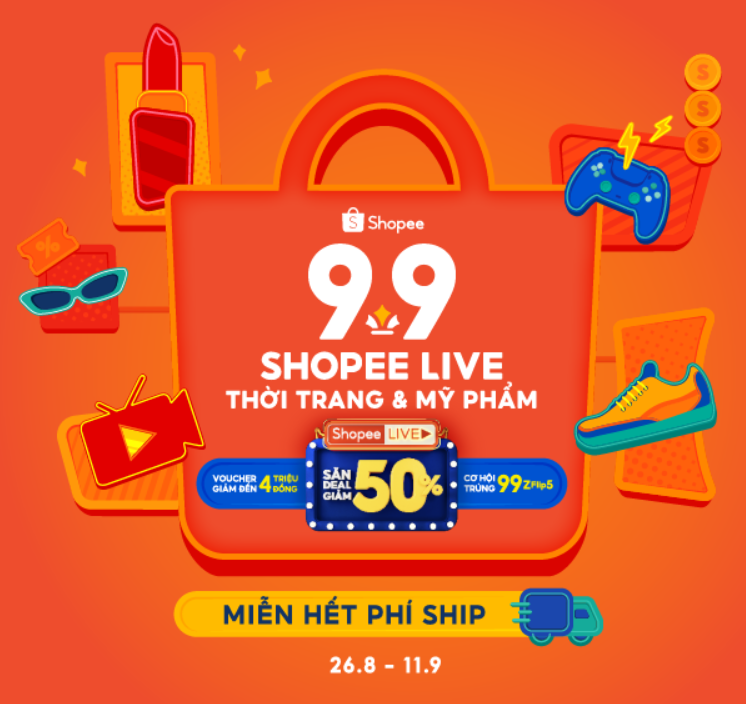 Shopee
9.9
SHOPEE LIVE
THỜI TRANG & MỸ PHẨM
Shopee LIVE
VOUCHER
GIẢM ĐẾN 4 TRIỆU ĐỒNG
SĂN DEAL GIẢM 50%
CƠ HỘI TRÚNG 99 ZFlip5
MIỄN HẾT PHÍ SHIP
26.8 - 11.9
%
S
S
S